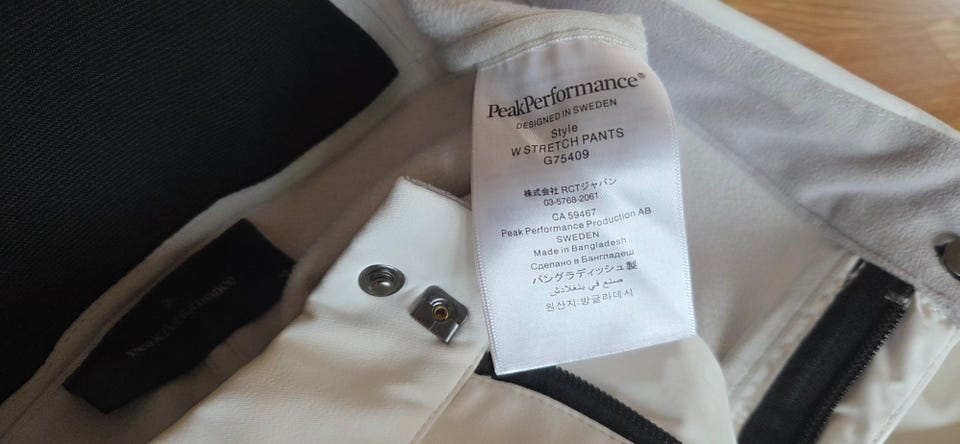 PeakPerformance®
DESIGNED IN SWEDEN
Style
W STRETCH PANTS
G75409
株式会社 RCTジャパン
03-5768-2061
CA 59467
Peak Performance Production AB
SWEDEN
Made in Bangladesh
Сделано в Бангладеш
バングラディッシュ製
صنع في بنغلادش
원산지:방글라데시
PeakPerformance